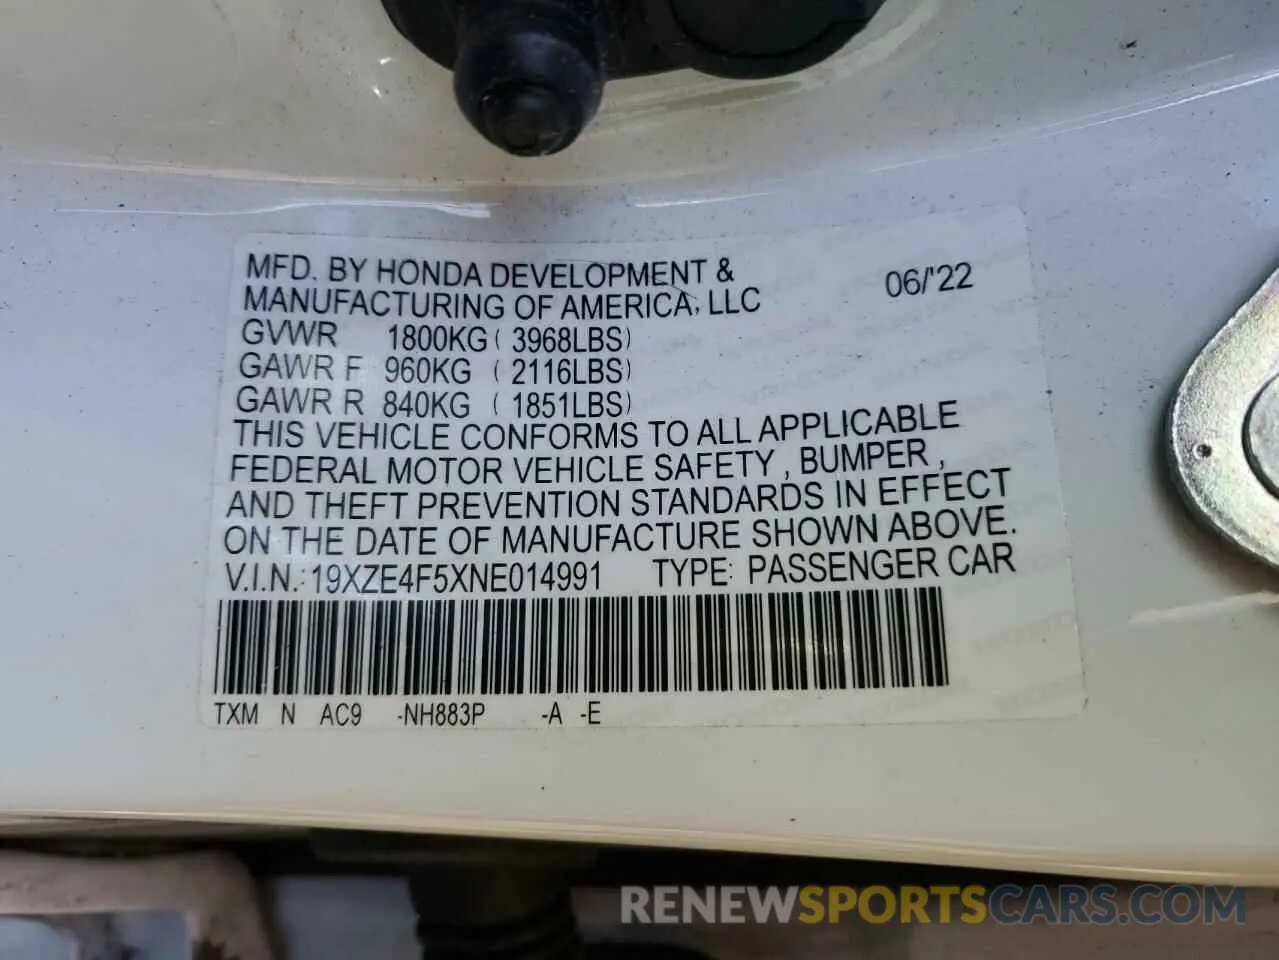 MFD. BY HONDA DEVELOPMENT & 06/'22
MANUFACTURING OF AMERICA, LLC
GVWR 1800KG ( 3968LBS)
GAWR F 960KG ( 2116LBS)
GAWR R 840KG ( 1851LBS)
THIS VEHICLE CONFORMS TO ALL APPLICABLE
FEDERAL MOTOR VEHICLE SAFETY , BUMPER ,
AND THEFT PREVENTION STANDARDS IN EFFECT
ON THE DATE OF MANUFACTURE SHOWN ABOVE.
V.I.N.: 19XZE4F5XNE014991 TYPE: PASSENGER CAR
TXM N AC9 -NH883P -A -E
RENEWSPORTSCARS.COM